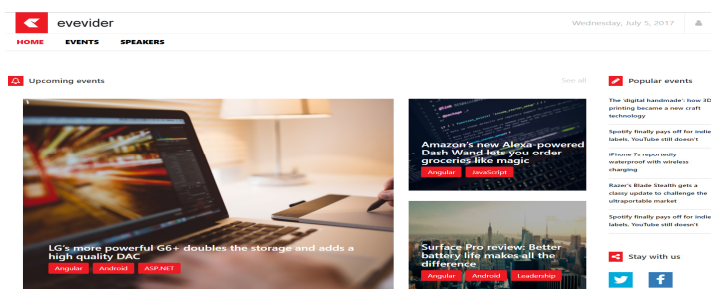 evevider
Wednesday, July 5, 2017
HOME EVENTS SPEAKERS
Upcoming events
See all
LG's more powerful G6+ doubles the storage and adds a
high quality DAC
Angular Android ASP.NET
Amazon's new Alexa-powered
Dash Wand lets you order
groceries like magic
Angular JavaScript
Surface Pro review: Better
battery life makes all the
difference
Angular Android Leadership
Popular events
The 'digital handmade': how 3D
printing became a new craft
technology
Spotify finally pays off for indie
labels. YouTube still doesn't
iPhone 7s reportedly
waterproof with wireless
charging
Razer's Blade Stealth gets a
classy update to challenge the
ultraportable market
Spotify finally pays off for indie
labels. YouTube still doesn't
Stay with us